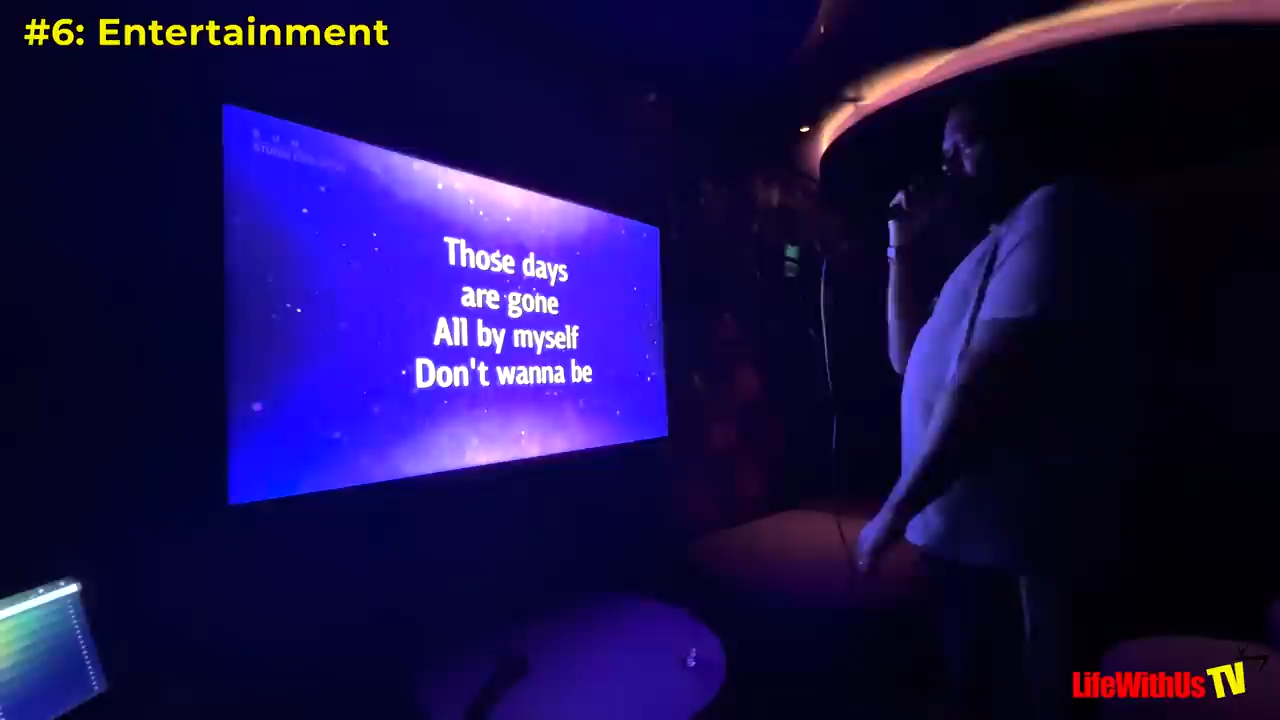 #6: Entertainment
Those days
are gone
All by myself
Don't wanna be
LifeWithUs TV